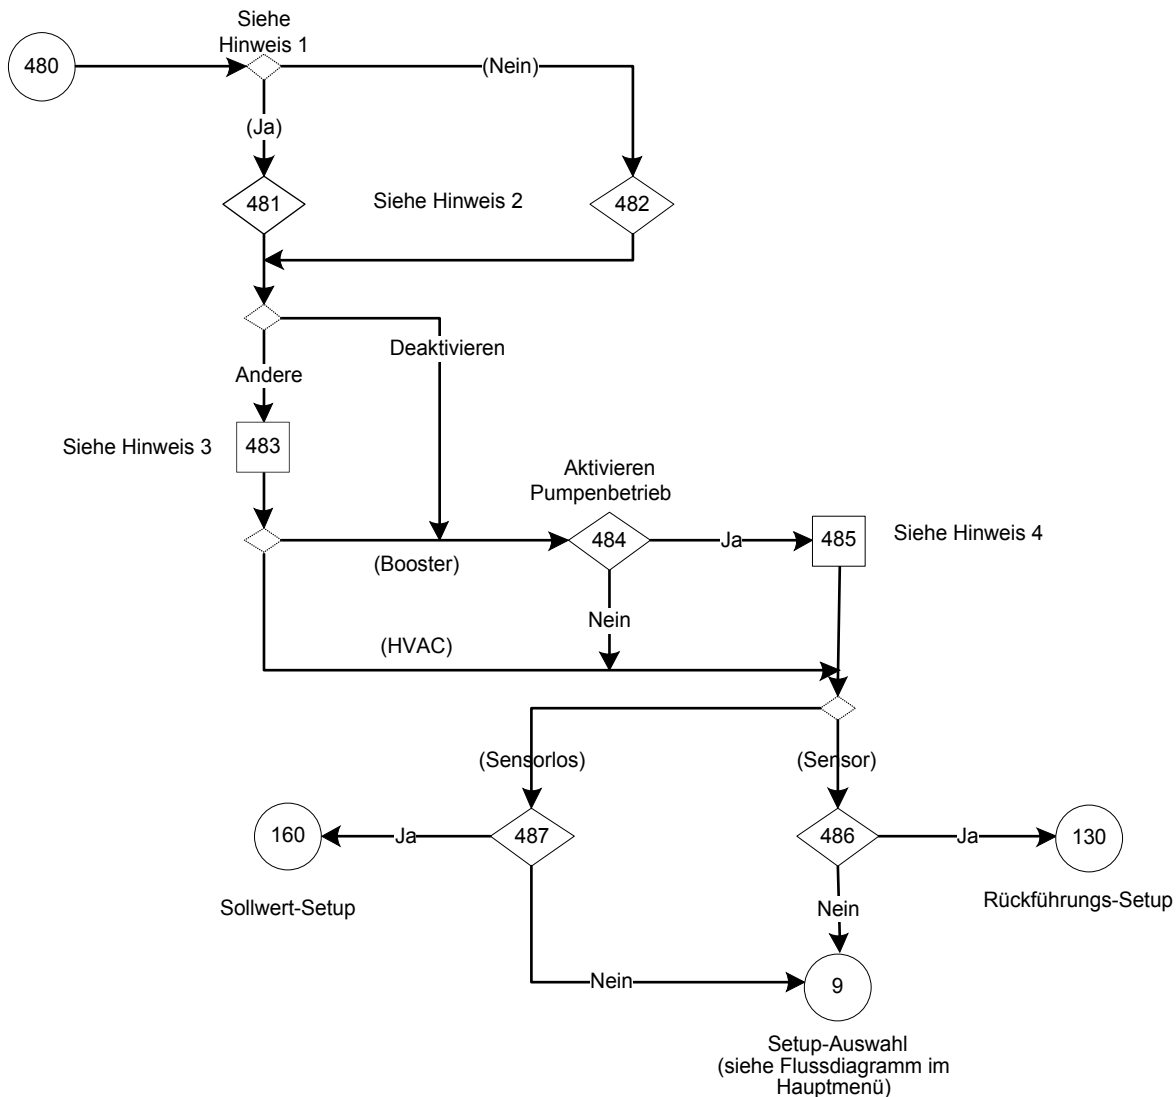 Siehe
Hinweis 1
480
(Nein)
(Ja)
481
Siehe Hinweis 2
482
Deaktivieren
Andere
Siehe Hinweis 3
483
Aktivieren
Pumpenbetrieb
484
Ja
485
Siehe Hinweis 4
(Booster)
Nein
(HVAC)
(Sensorlos)
(Sensor)
160
Ja
487
486
Ja
130
Sollwert-Setup
Nein
Rückführungs-Setup
Nein
9
Setup-Auswahl
(siehe Flussdiagramm im
Hauptmenü)